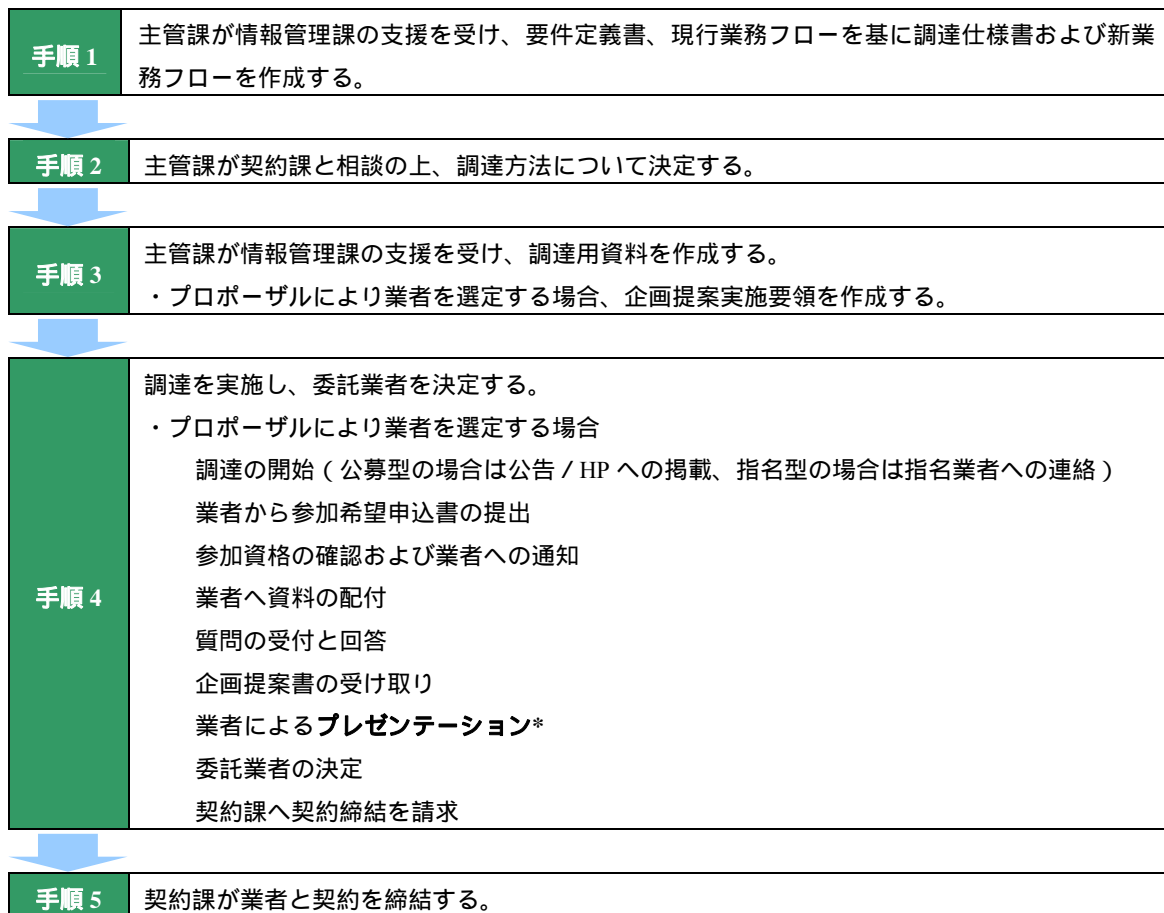 手順 1
主管課が情報管理課の支援を受け、要件定義書、現行業務フローを基に調達仕様書および新業
務フローを作成する。
手順 2
主管課が契約課と相談の上、調達方法について決定する。
手順 3
主管課が情報管理課の支援を受け、調達用資料を作成する。
・プロポーザルにより業者を選定する場合、企画提案実施要領を作成する。
手順 4
調達を実施し、委託業者を決定する。
・プロポーザルにより業者を選定する場合
調達の開始（公募型の場合は公告／HP への掲載、指名型の場合は指名業者への連絡）
業者から参加希望申込書の提出
参加資格の確認および業者への通知
業者へ資料の配付
質問の受付と回答
企画提案書の受け取り
業者によるプレゼンテーション*
委託業者の決定
契約課へ契約締結を請求
手順 5
契約課が業者と契約を締結する。